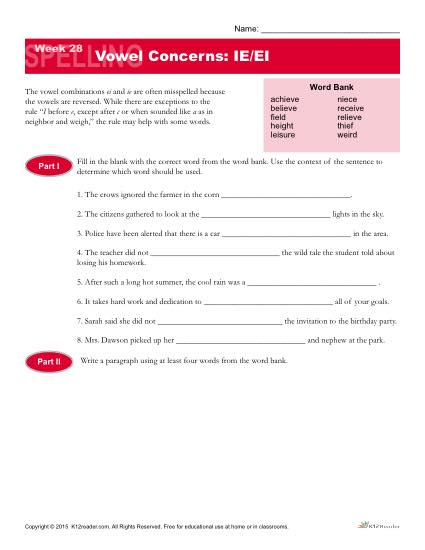 Name: ______________________________
SPELLING
Week 28
Vowel Concerns: IE/EI
The vowel combinations ei and ie are often misspelled because
the vowels are reversed. While there are exceptions to the
rule “I before e, except after c or when sounded like a as in
neighbor and weigh,” the rule may help with some words.
Word Bank
achieve niece
believe receive
field relieve
height thief
leisure weird
Part I
Fill in the blank with the correct word from the word bank. Use the context of the sentence to
determine which word should be used.
1. The crows ignored the farmer in the corn ______________________________.
2. The citizens gathered to look at the ______________________________ lights in the sky.
3. Police have been alerted that there is a car ______________________________ in the area.
4. The teacher did not ______________________________ the wild tale the student told about
losing his homework.
5. After such a long hot summer, the cool rain was a ______________________________ .
6. It takes hard work and dedication to ______________________________ all of your goals.
7. Sarah said she did not ______________________________ the invitation to the birthday party.
8. Mrs. Dawson picked up her ______________________________ and nephew at the park.
Part II
Write a paragraph using at least four words from the word bank.
Copyright © 2015 K12reader.com. All Rights Reserved. Free for educational use at home or in classrooms.
K12Reader